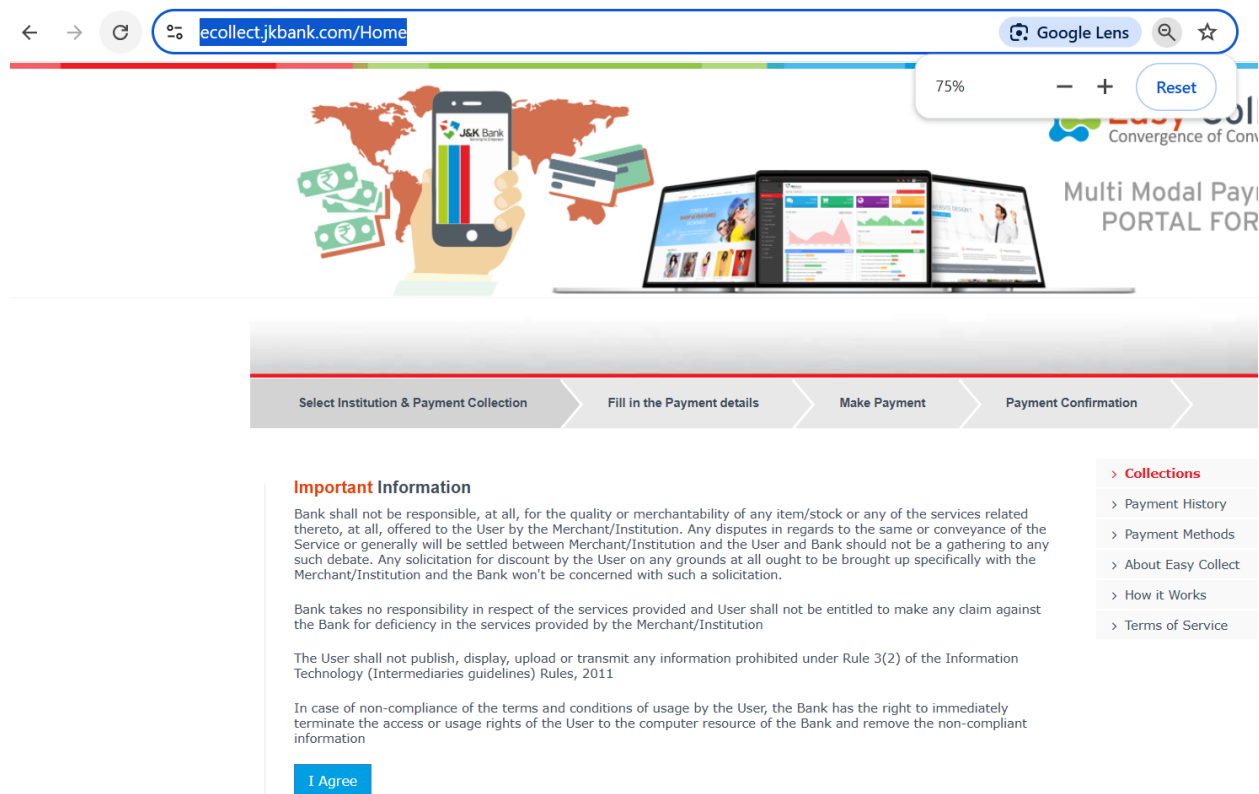 ecollect.jkbank.com/Home
Google Lens
75%
Reset
J&K Bank
Serving to Empower
Easy Coll
Convergence of Conv
Multi Modal Payr
PORTAL FOR
Select Institution & Payment Collection
Fill in the Payment details
Make Payment
Payment Confirmation
Important Information
Bank shall not be responsible, at all, for the quality or merchantability of any item/stock or any of the services related
thereto, at all, offered to the User by the Merchant/Institution. Any disputes in regards to the same or conveyance of the
Service or generally will be settled between Merchant/Institution and the User and Bank should not be a gathering to any
such debate. Any solicitation for discount by the User on any grounds at all ought to be brought up specifically with the
Merchant/Institution and the Bank won't be concerned with such a solicitation.
Bank takes no responsibility in respect of the services provided and User shall not be entitled to make any claim against
the Bank for deficiency in the services provided by the Merchant/Institution
The User shall not publish, display, upload or transmit any information prohibited under Rule 3(2) of the Information
Technology (Intermediaries guidelines) Rules, 2011
In case of non-compliance of the terms and conditions of usage by the User, the Bank has the right to immediately
terminate the access or usage rights of the User to the computer resource of the Bank and remove the non-compliant
information
I Agree
Collections
Payment History
Payment Methods
About Easy Collect
How it Works
Terms of Service